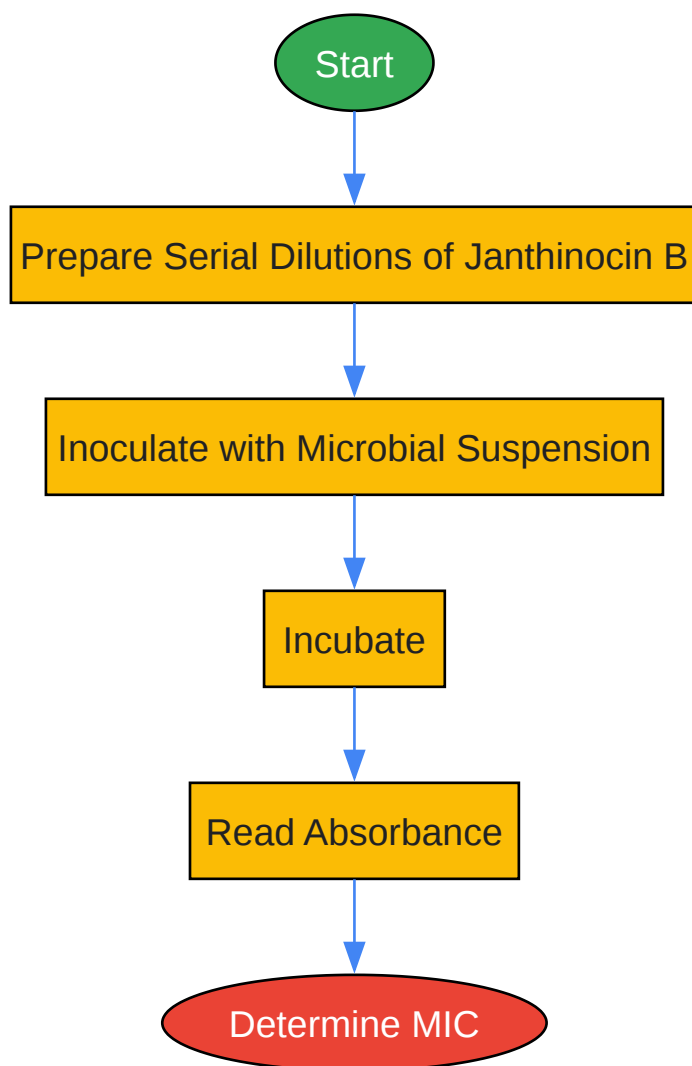 Start
Prepare Serial Dilutions of Janthinocin B
Inoculate with Microbial Suspension
Incubate
Read Absorbance
Determine MIC